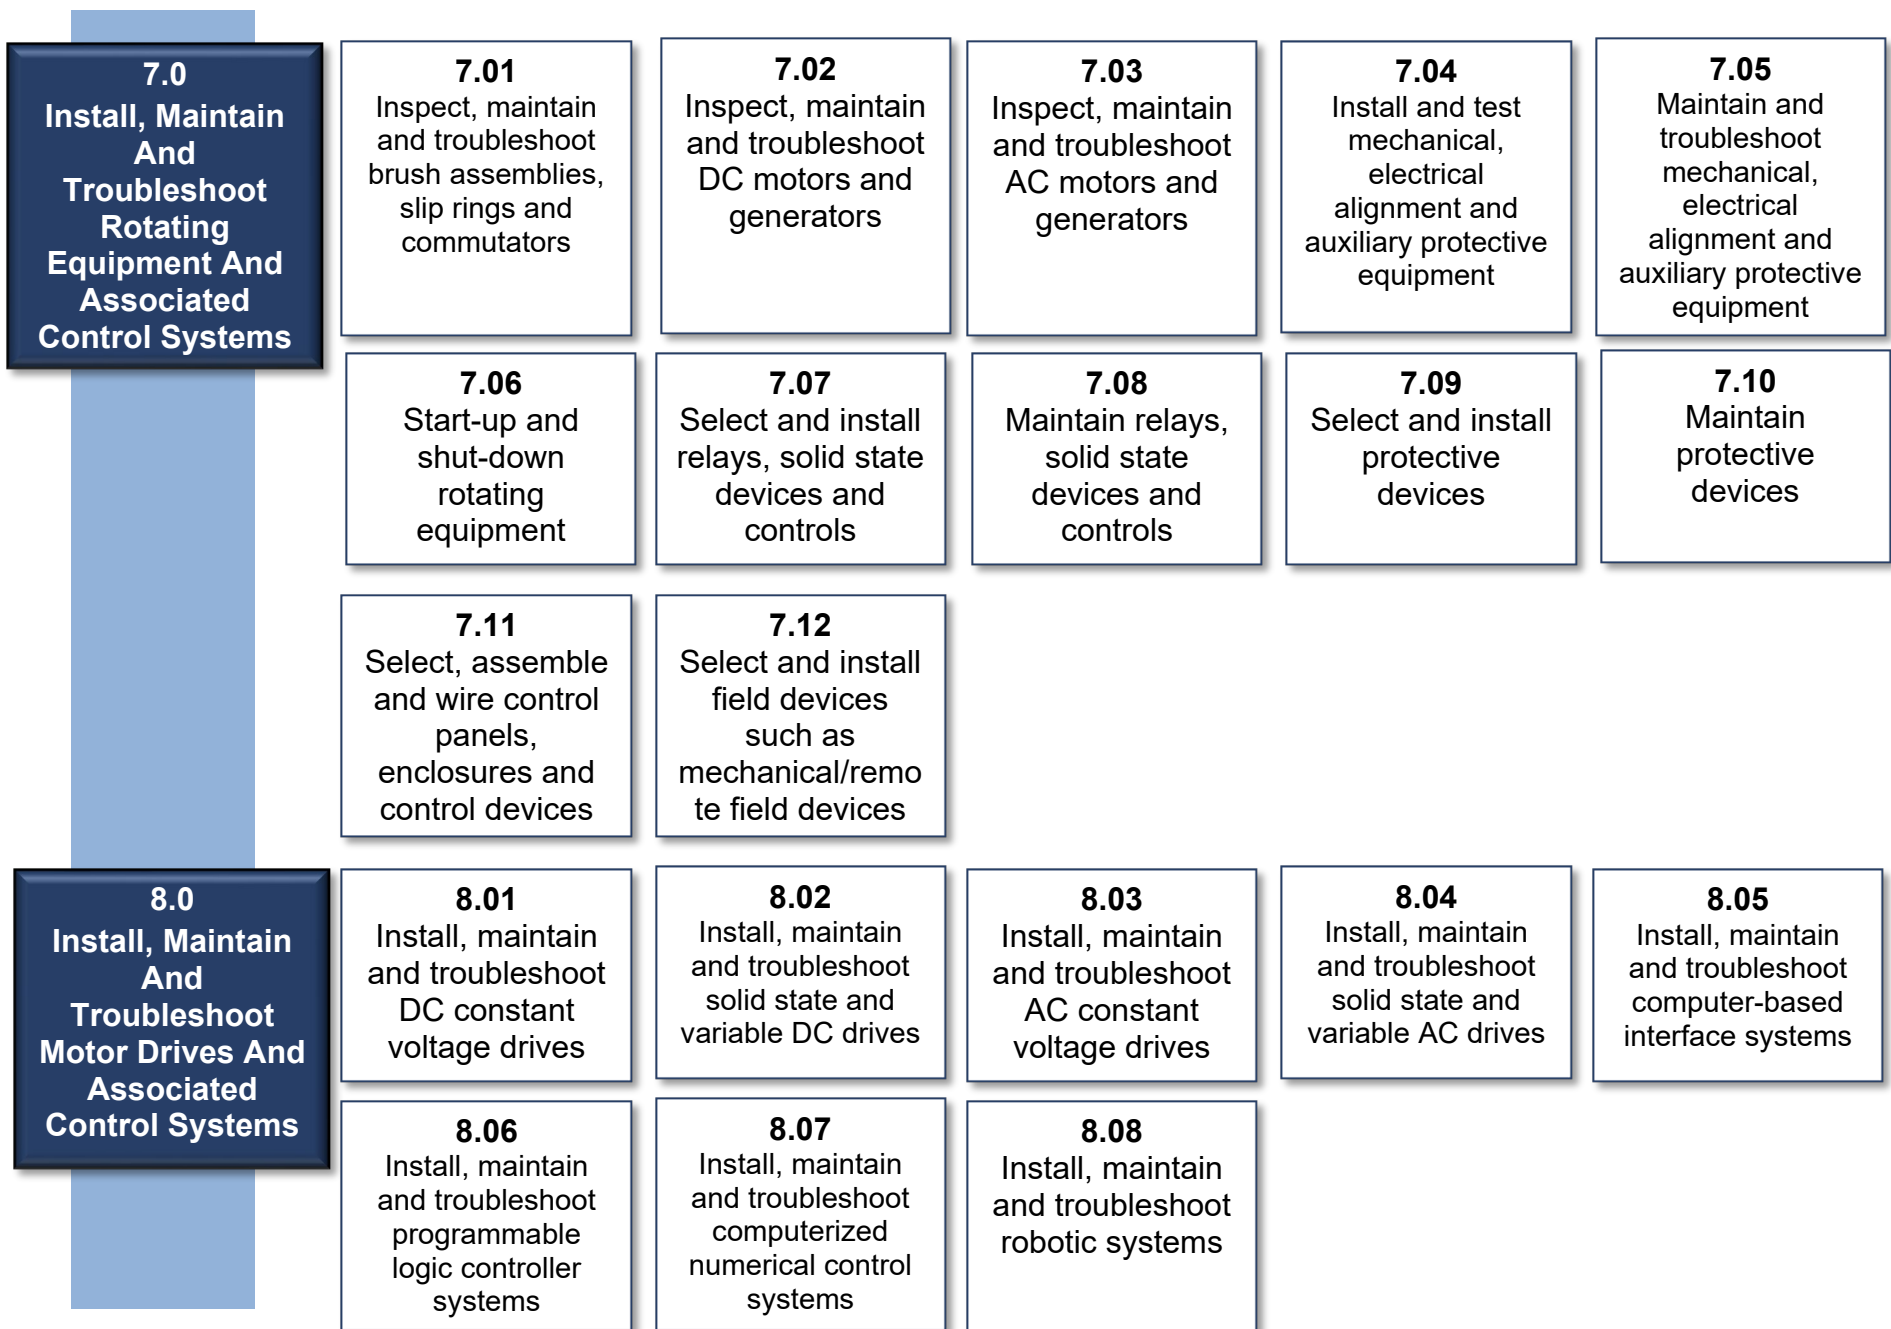 7.0
Install, Maintain
And
Troubleshoot
Rotating
Equipment And
Associated
Control Systems
7.01
Inspect, maintain
and troubleshoot
brush assemblies,
slip rings and
commutators
7.02
Inspect, maintain
and troubleshoot
DC motors and
generators
7.03
Inspect, maintain
and troubleshoot
AC motors and
generators
7.04
Install and test
mechanical,
electrical
alignment and
auxiliary protective
equipment
7.05
Maintain and
troubleshoot
mechanical,
electrical
alignment and
auxiliary protective
equipment
7.06
Start-up and
shut-down
rotating
equipment
7.07
Select and install
relays, solid state
devices and
controls
7.08
Maintain relays,
solid state
devices and
controls
7.09
Select and install
protective
devices
7.10
Maintain
protective
devices
7.11
Select, assemble
and wire control
panels,
enclosures and
control devices
7.12
Select and install
field devices
such as
mechanical/remo
te field devices
8.0
Install, Maintain
And
Troubleshoot
Motor Drives And
Associated
Control Systems
8.01
Install, maintain
and troubleshoot
DC constant
voltage drives
8.02
Install, maintain
and troubleshoot
solid state and
variable DC drives
8.03
Install, maintain
and troubleshoot
AC constant
voltage drives
8.04
Install, maintain
and troubleshoot
solid state and
variable AC drives
8.05
Install, maintain
and troubleshoot
computer-based
interface systems
8.06
Install, maintain
and troubleshoot
programmable
logic controller
systems
8.07
Install, maintain
and troubleshoot
computerized
numerical control
systems
8.08
Install, maintain
and troubleshoot
robotic systems